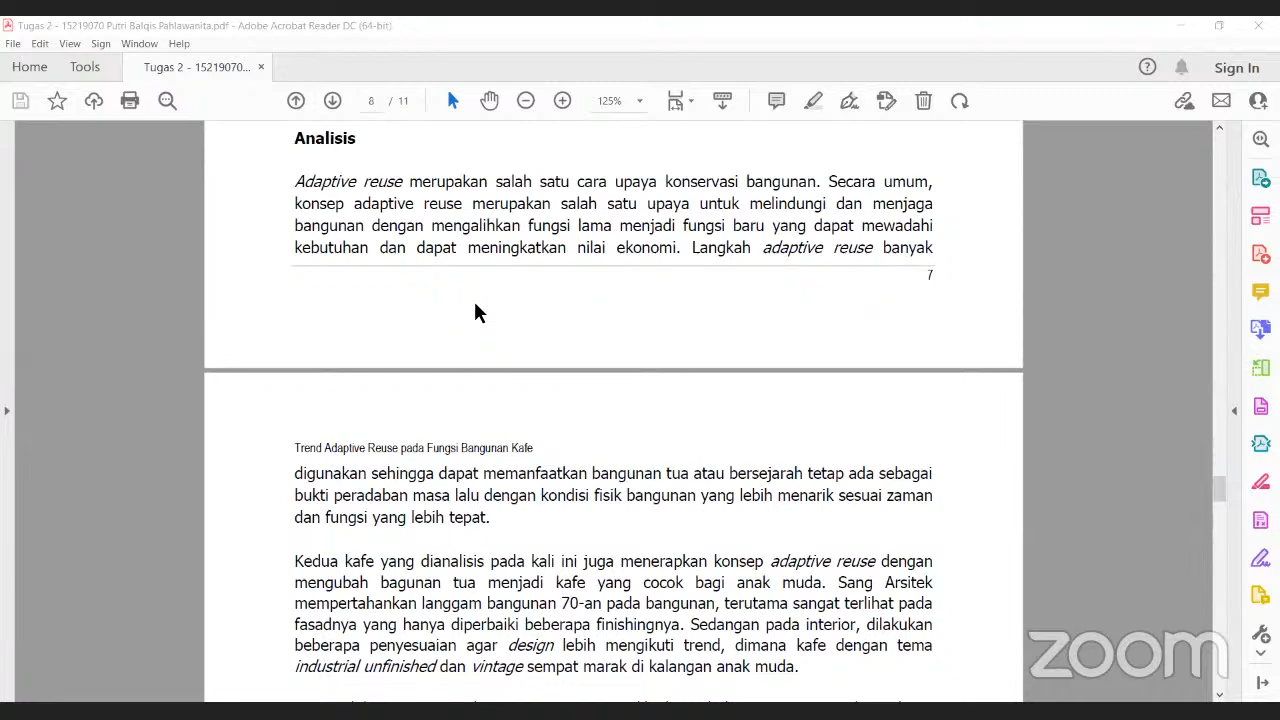 Tugas 2 - 15219070 Putri Balqis Pahlawanita.pdf - Adobe Acrobat Reader DC (64-bit)
File Edit View Sign Window Help
Home Tools Tugas 2 - 15219070... × Sign In
8 / 11 125%
Analisis
Adaptive reuse merupakan salah satu cara upaya konservasi bangunan. Secara umum,
konsep adaptive reuse merupakan salah satu upaya untuk melindungi dan menjaga
bangunan dengan mengalihkan fungsi lama menjadi fungsi baru yang dapat mewadahi
kebutuhan dan dapat meningkatkan nilai ekonomi. Langkah adaptive reuse banyak
7
Trend Adaptive Reuse pada Fungsi Bangunan Kafe
digunakan sehingga dapat memanfaatkan bangunan tua atau bersejarah tetap ada sebagai
bukti peradaban masa lalu dengan kondisi fisik bangunan yang lebih menarik sesuai zaman
dan fungsi yang lebih tepat.
Kedua kafe yang dianalisis pada kali ini juga menerapkan konsep adaptive reuse dengan
mengubah bagunan tua menjadi kafe yang cocok bagi anak muda. Sang Arsitek
mempertahankan langgam bangunan 70-an pada bangunan, terutama sangat terlihat pada
fasadnya yang hanya diperbaiki beberapa finishingnya. Sedangan pada interior, dilakukan
beberapa penyesuaian agar design lebih mengikuti trend, dimana kafe dengan tema
industrial unfinished dan vintage sempat marak di kalangan anak muda.
zoom